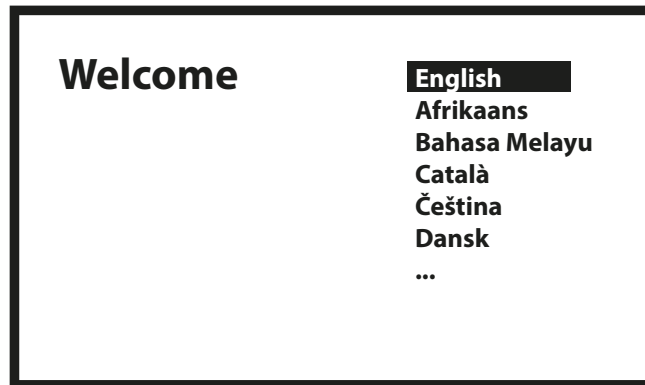 Welcome
English
Afrikaans
Bahasa Melayu
Català
Čeština
Dansk
...